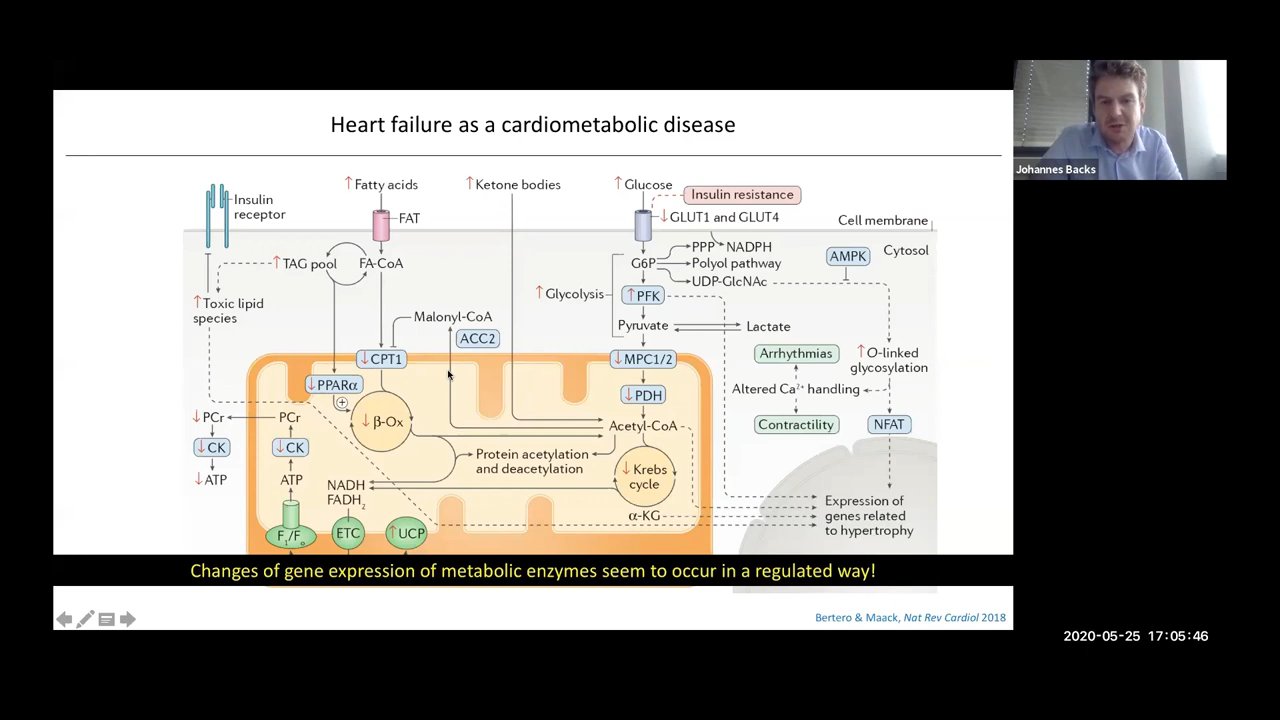 Heart failure as a cardiometabolic disease
Johannes Backs
↑Fatty acids
↑Ketone bodies
↑Glucose
Insulin resistance
Insulin
receptor
FAT
↓GLUT1 and GLUT4
Cell membrane
↑TAG pool
FA-CoA
G6P
PPP
NADPH
Polyol pathway
UDP-GlcNAc
AMPK
Cytosol
↑Toxic lipid
species
↑Glycolysis
↑PFK
Malonyl-CoA
ACC2
Pyruvate
Lactate
↓CPT1
↓MPC1/2
Arrhythmias
↑O-linked
glycosylation
↓PPARα
+
↓PDH
Altered Ca²⁺ handling
↓PCr
PCr
↓β-Ox
Acetyl-CoA
Contractility
NFAT
↓CK
↓CK
Protein acetylation
and deacetylation
↓Krebs
cycle
↓ATP
ATP
NADH
FADH₂
α-KG
Expression of
genes related
to hypertrophy
F₁/Fₒ
ETC
↑UCP
Changes of gene expression of metabolic enzymes seem to occur in a regulated way!
Bertero & Maack, Nat Rev Cardiol 2018
2020-05-25 17:05:46